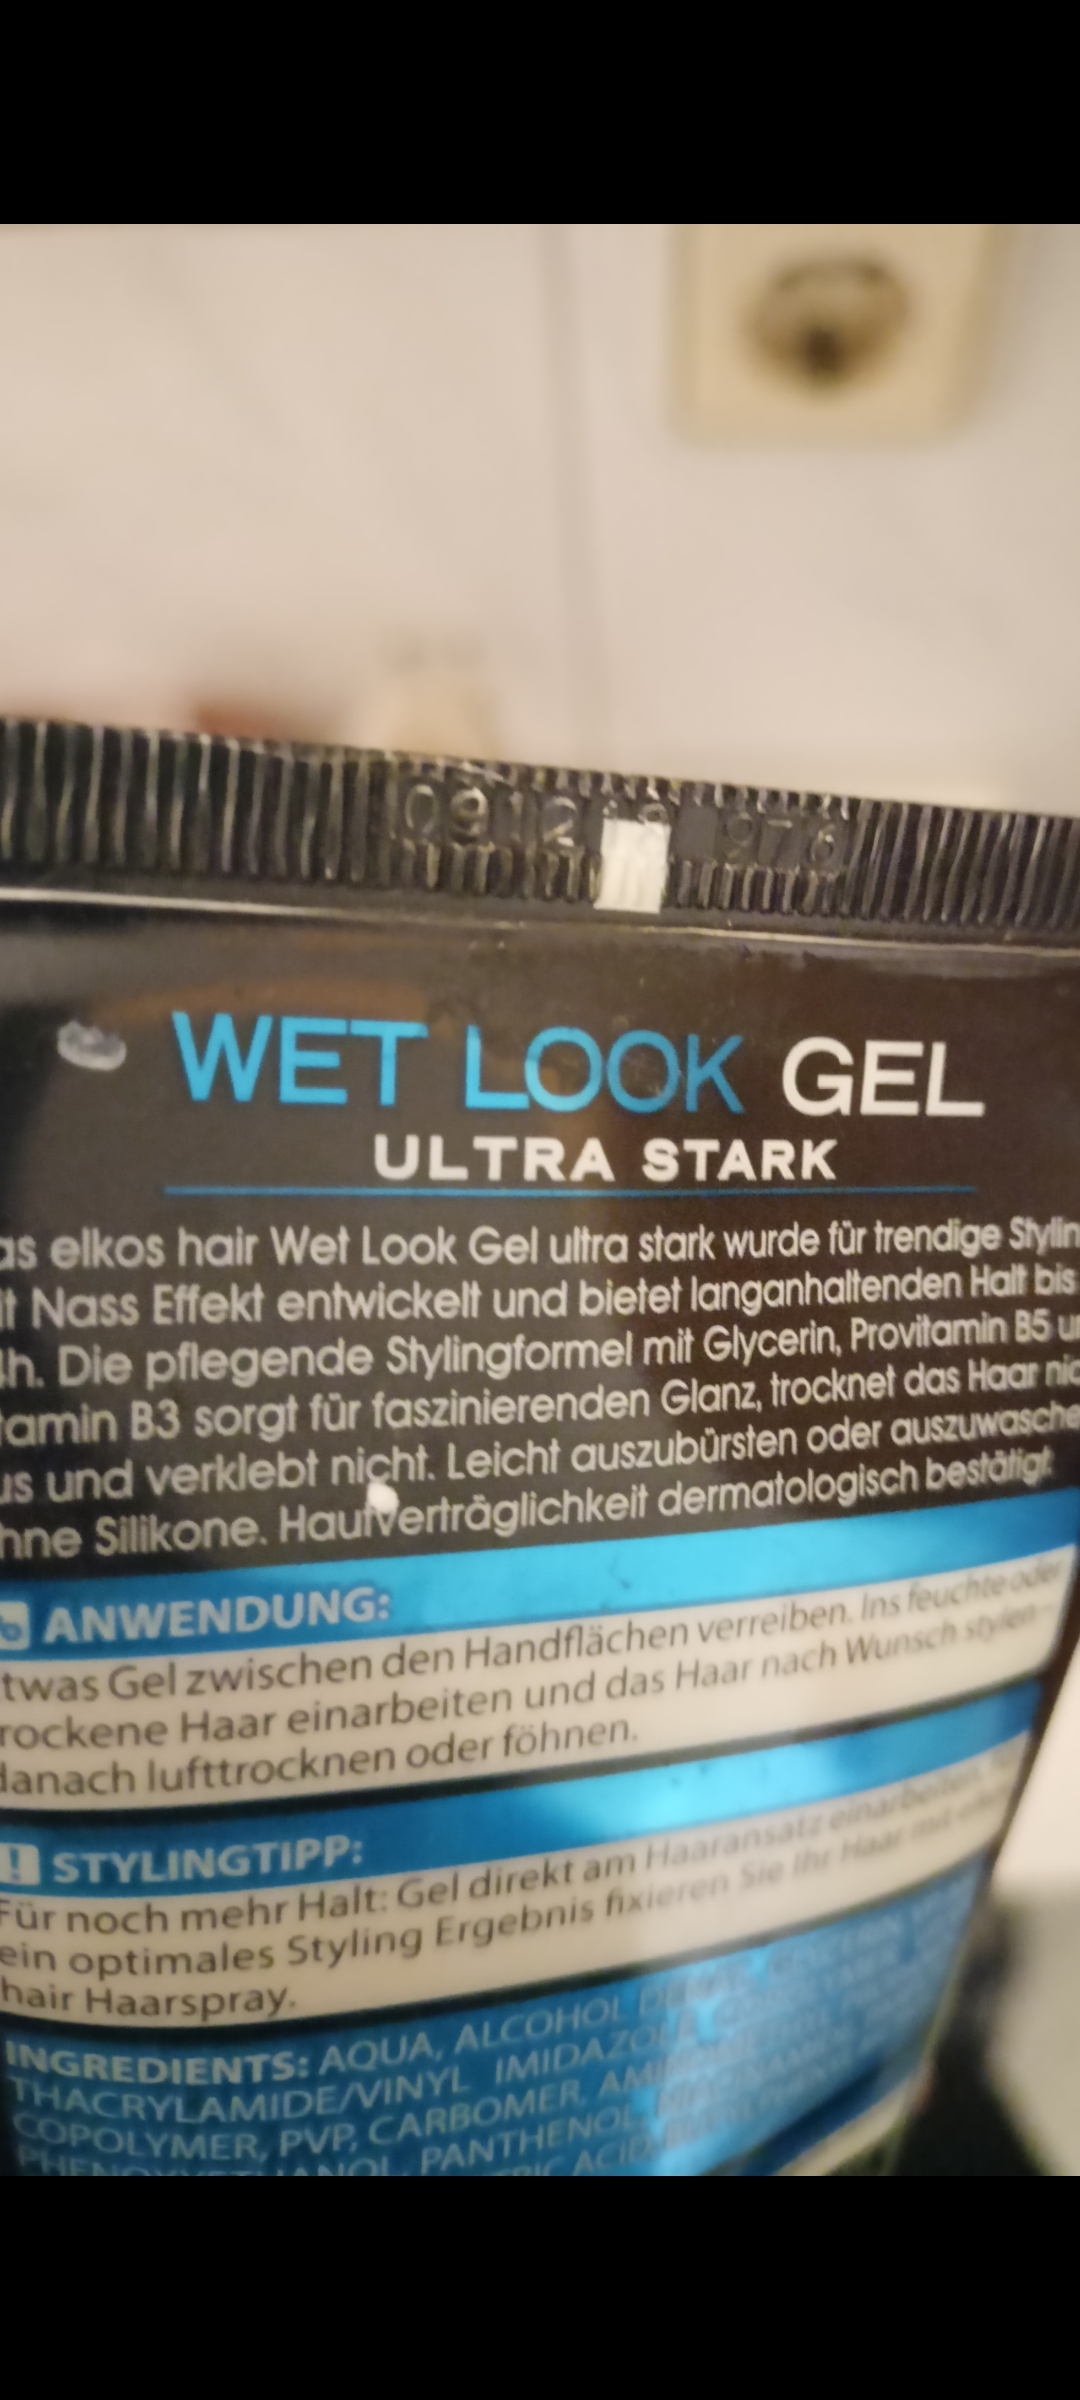 0912 976
WET LOOK GEL
ULTRA STARK
as elkos hair Wet Look Gel ultra stark wurde für trendige Stylin
it Nass Effekt entwickelt und bietet langanhaltenden Halt bis
h. Die pflegende Stylingformel mit Glycerin, Provitamin B5 u
tamin B3 sorgt für faszinierenden Glanz, trocknet das Haar nic
us und verklebt nicht. Leicht auszubürsten oder auszuwasche
hne Silikone. Hautverträglichkeit dermatologisch bestätigt.
ANWENDUNG:
twas Gel zwischen den Handflächen verreiben. Ins feuchte oder
rockene Haar einarbeiten und das Haar nach Wunsch stylen –
danach lufttrocknen oder föhnen.
! STYLINGTIPP:
Für noch mehr Halt: Gel direkt am Haaransatz einarbeiten.
ein optimales Styling Ergebnis fixieren Sie Ihr Haar mit
hair Haarspray.
INGREDIENTS: AQUA, ALCOHOL DENAT., GLYCERIN,
THACRYLAMIDE/VINYL IMIDAZOLE
COPOLYMER, PVP, CARBOMER,
PANTHENOL,